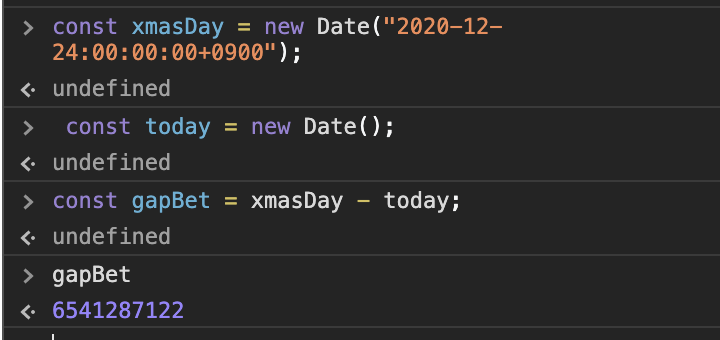 > const xmasDay = new Date("2020-12-
24:00:00:00+0900");
<· undefined
> const today = new Date();
<· undefined
> const gapBet = xmasDay - today;
<· undefined
> gapBet
<· 6541287122